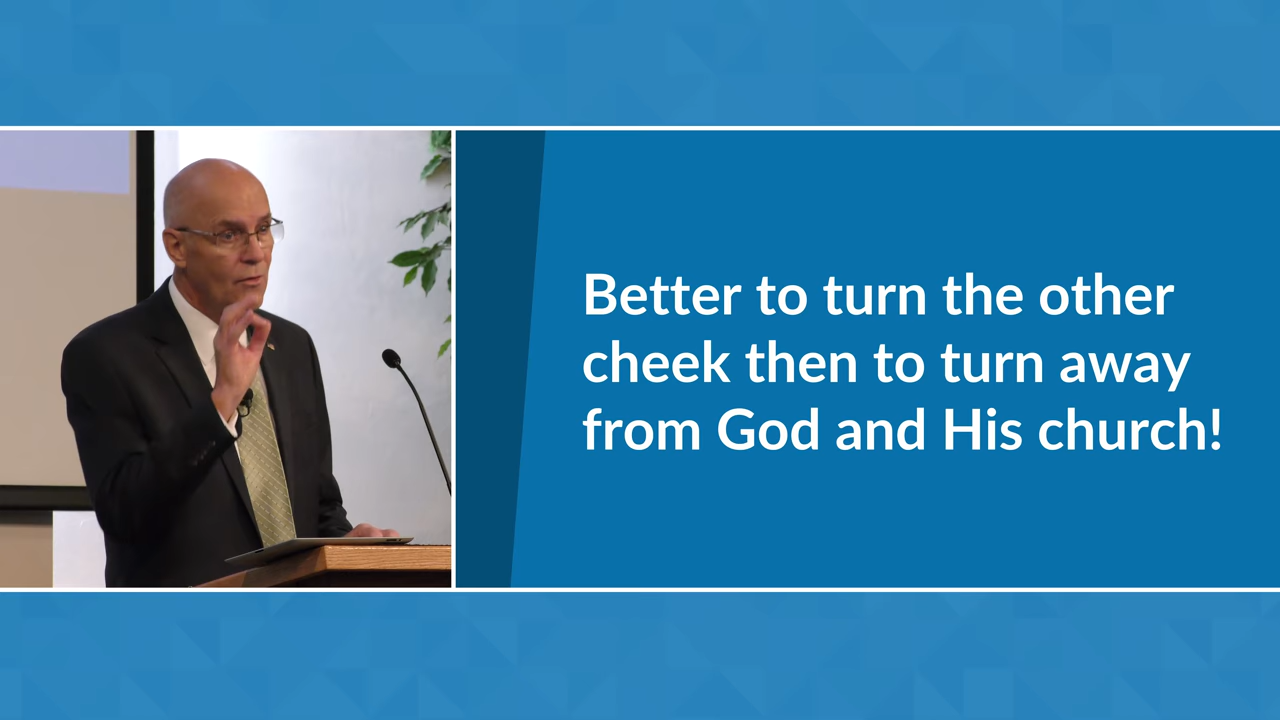 Better to turn the other
cheek then to turn away
from God and His church!